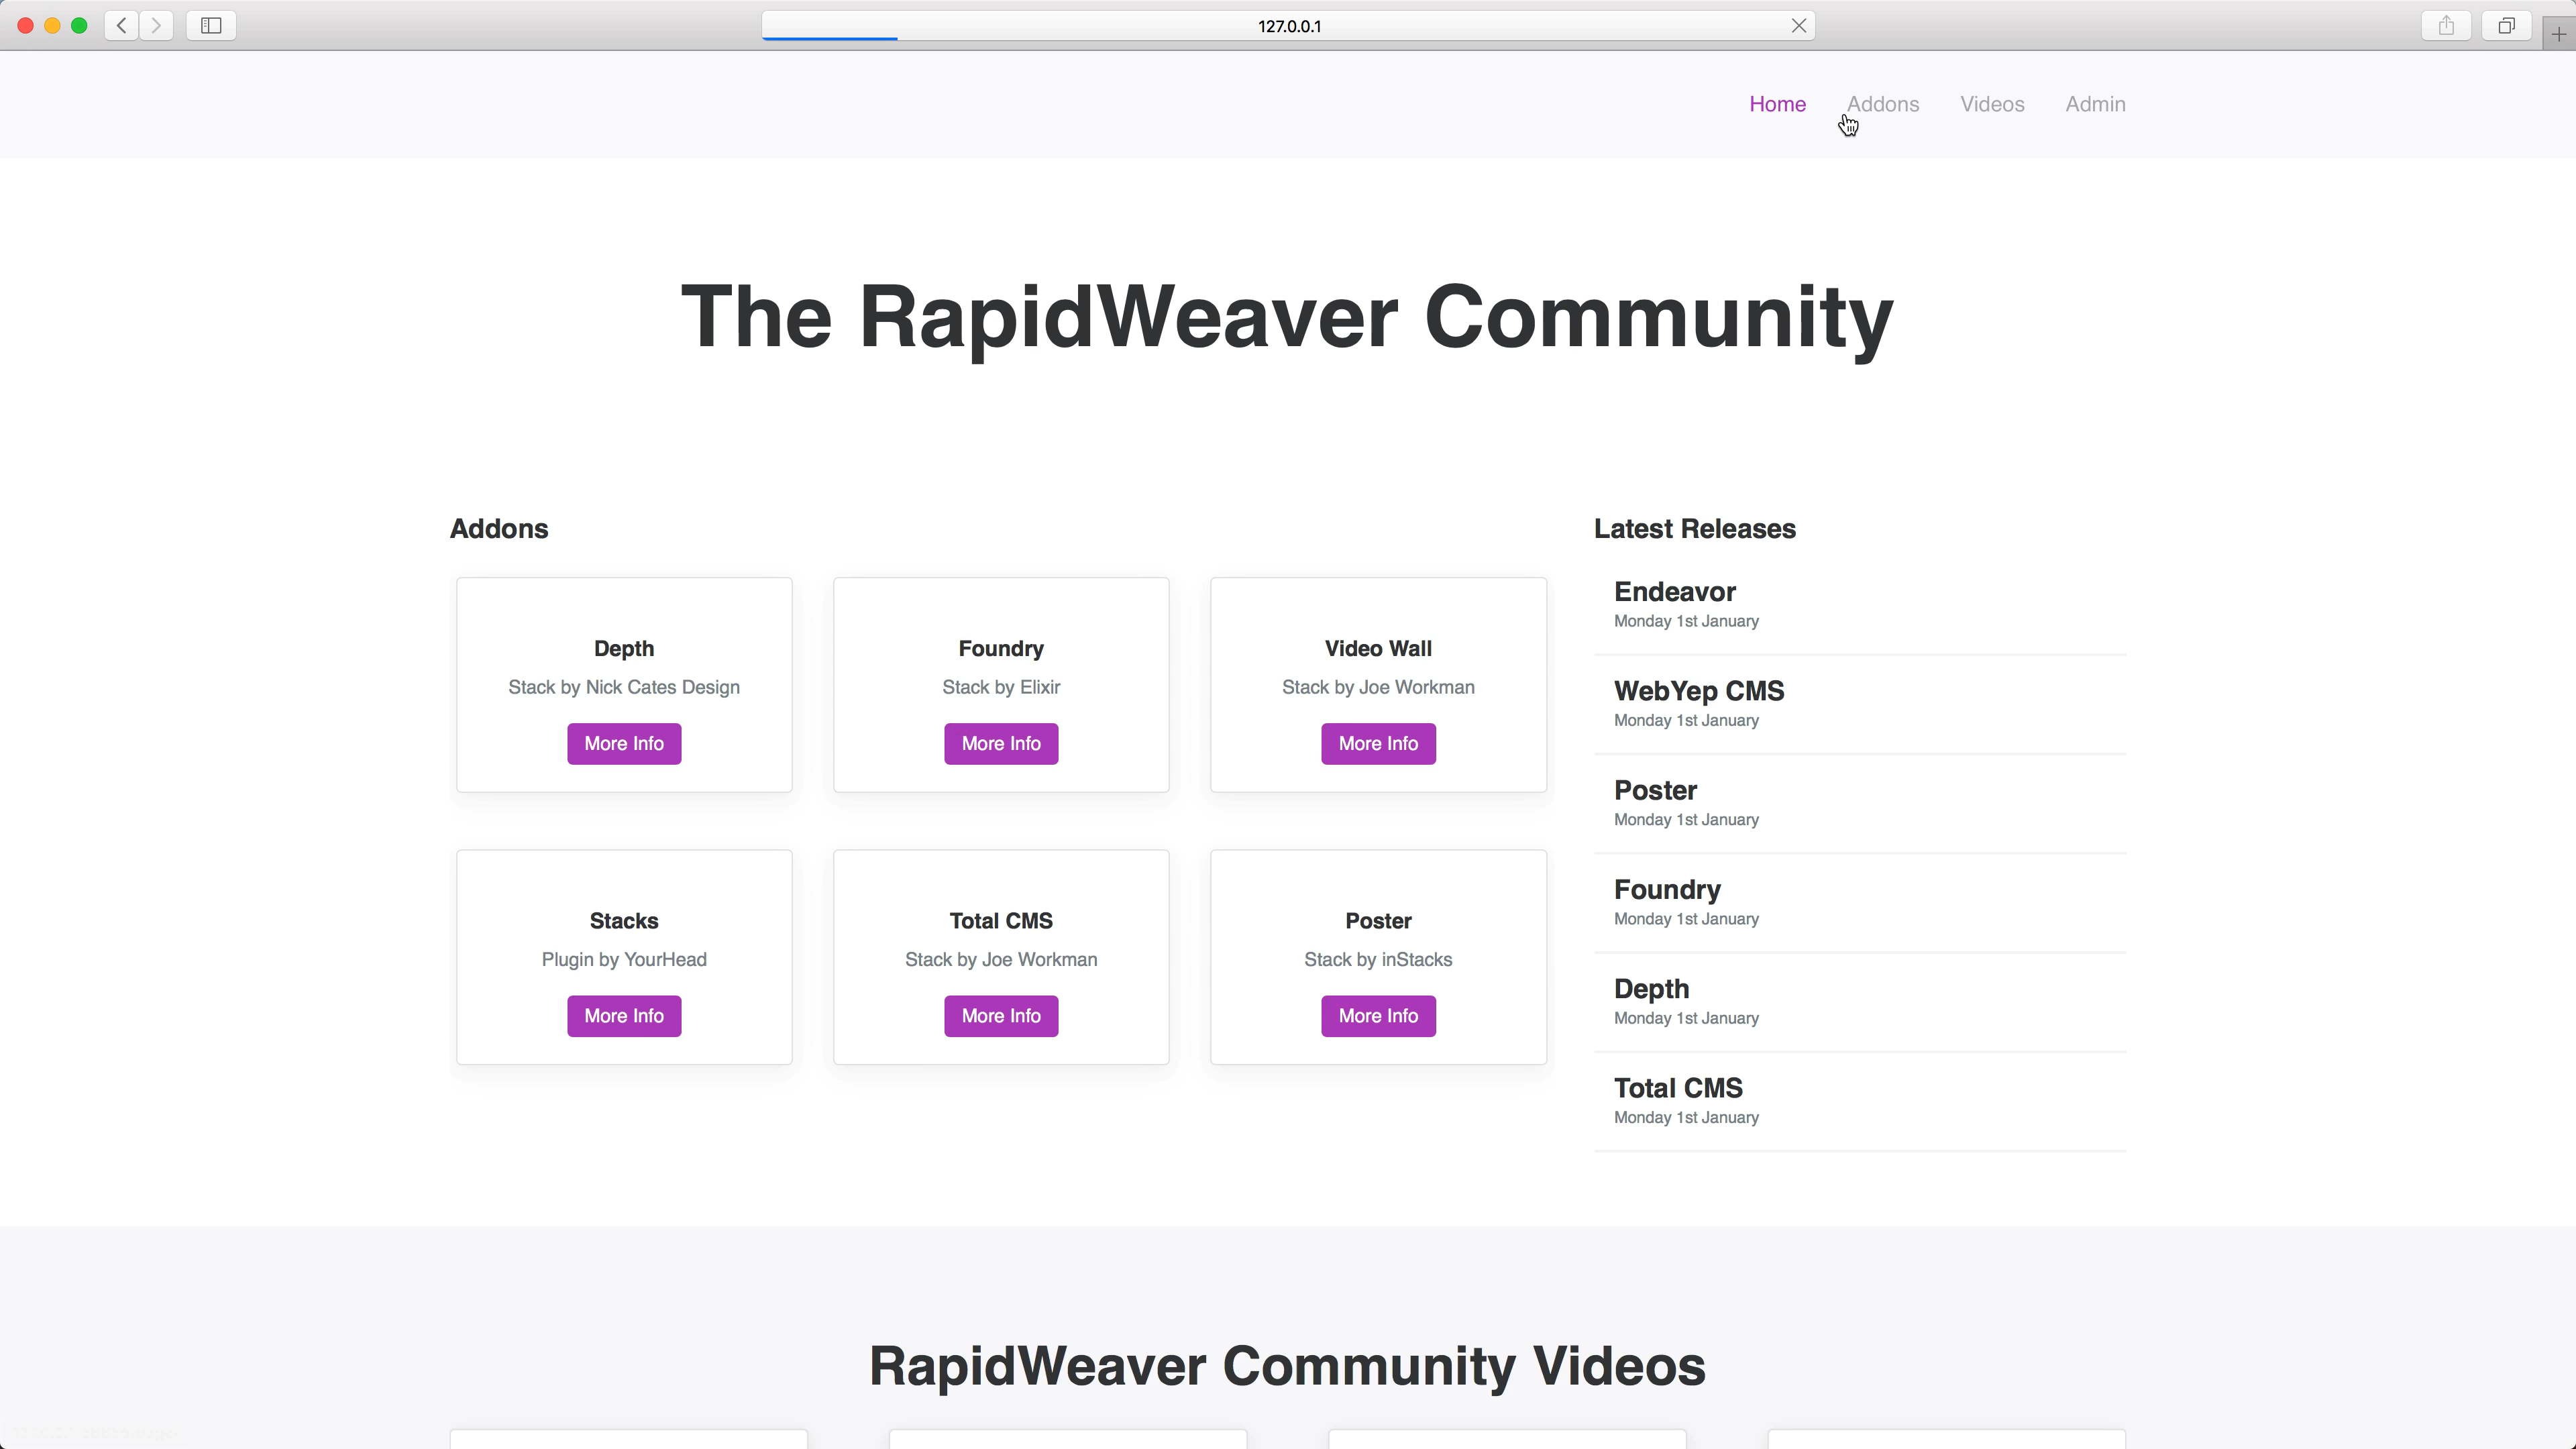 127.0.0.1
Home Addons Videos Admin
The RapidWeaver Community
Addons
Depth
Stack by Nick Cates Design
More Info
Foundry
Stack by Elixir
More Info
Video Wall
Stack by Joe Workman
More Info
Stacks
Plugin by YourHead
More Info
Total CMS
Stack by Joe Workman
More Info
Poster
Stack by inStacks
More Info
Latest Releases
Endeavor
Monday 1st January
WebYep CMS
Monday 1st January
Poster
Monday 1st January
Foundry
Monday 1st January
Depth
Monday 1st January
Total CMS
Monday 1st January
RapidWeaver Community Videos